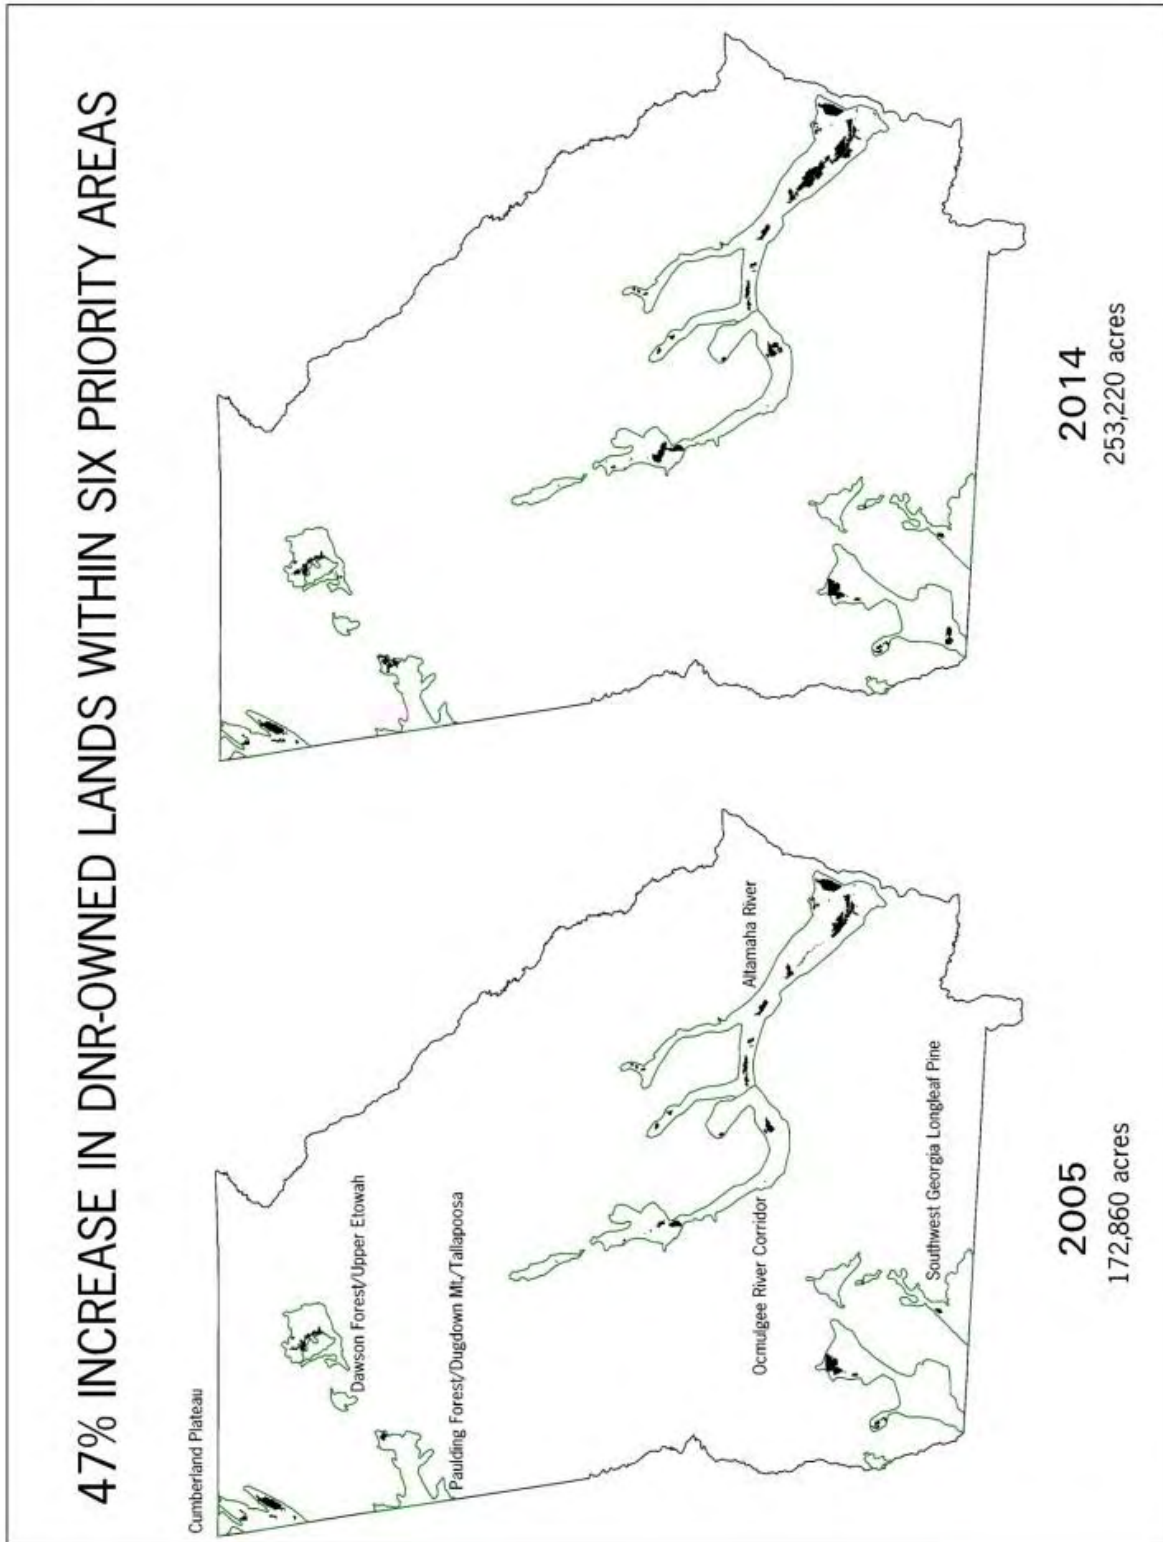 47% INCREASE IN DNR-OWNED LANDS WITHIN SIX PRIORITY AREAS
Cumberland Plateau
Dawson Forest/Upper Etowah
Paulding Forest/Dugdown Mt./Tallapoosa
Ocmulgee River Corridor
Altamaha River
Southwest Georgia Longleaf Pine
2005
172,860 acres
2014
253,220 acres